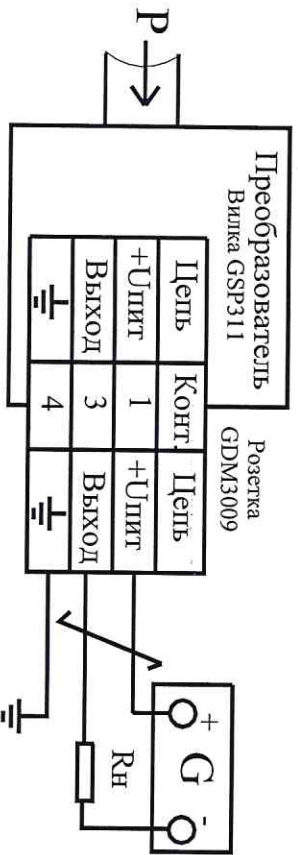 P
Преобразователь
Вилка GSP311
Розетка
GDM3009
Цепь Конт. Цепь
+Uпит 1 +Uпит
Выход 3 Выход
4
+ G -
Rн